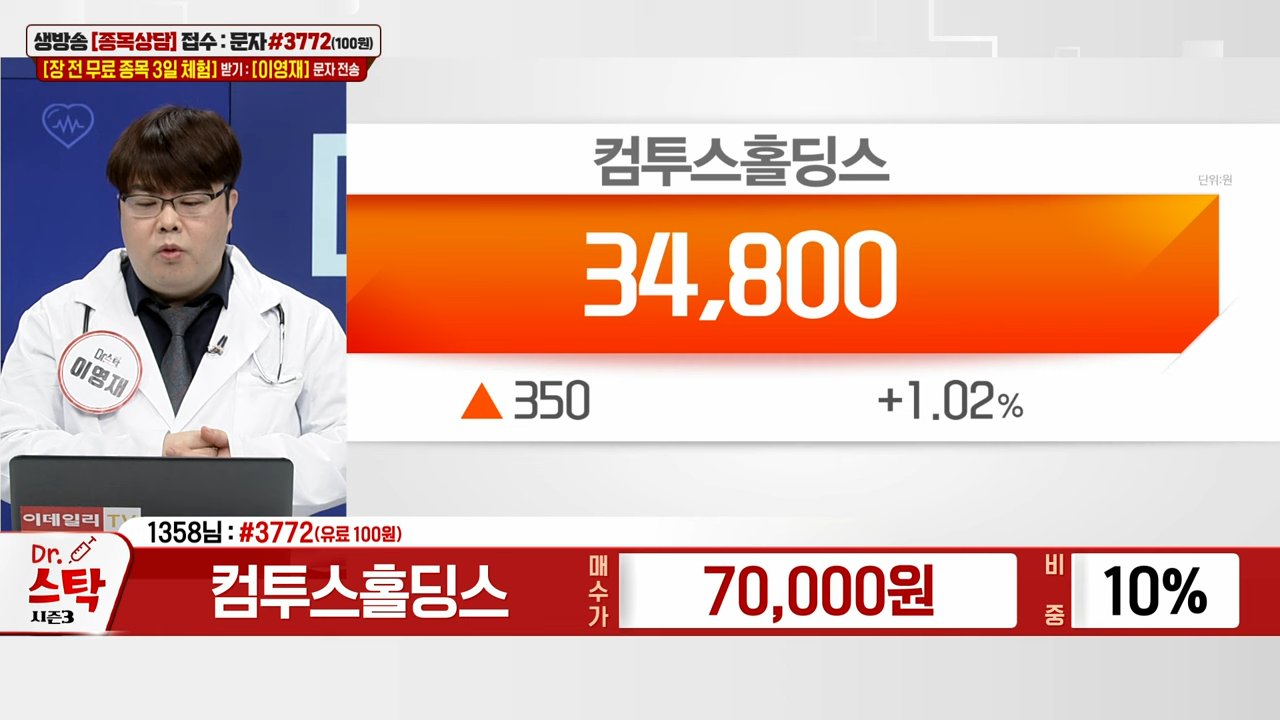 생방송 [종목상담] 접수 : 문자#3772(100원)
[장 전 무료 종목 3일 체험] 받기 : [이영재] 문자 전송
컴투스홀딩스
단위:원
34,800
▲ 350 +1.02%
Dr.스탁
이영재
이데일리 TV
1358님 : #3772(유료 100원)
Dr.
스탁
시즌3
컴투스홀딩스 매수가 70,000원 비중 10%